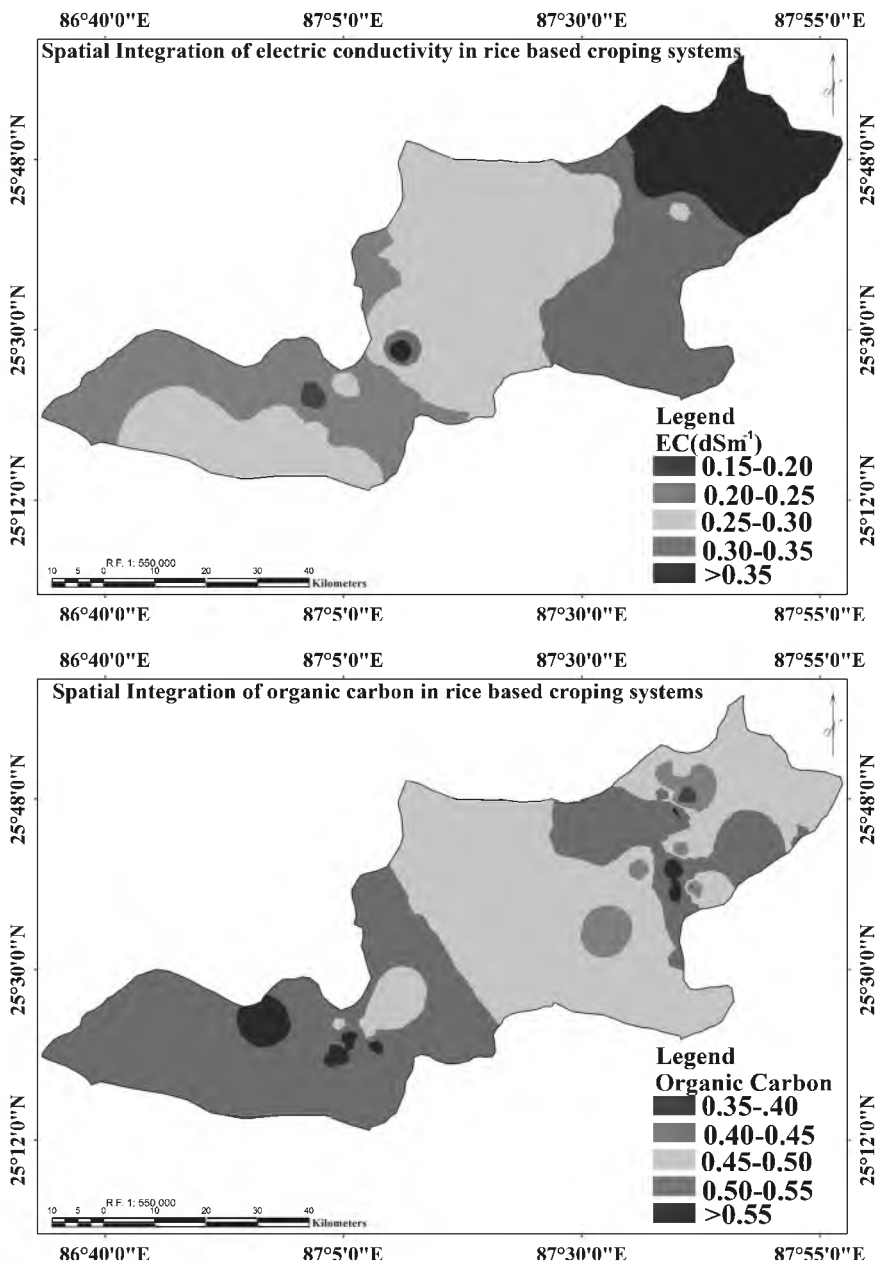 86°40'0"E 87°5'0"E 87°30'0"E 87°55'0"E
Spatial Integration of electric conductivity in rice based croping systems
25°48'0"N 25°48'0"N
25°30'0"N 25°30'0"N
25°12'0"N 25°12'0"N
Legend
EC(dSm-1)
0.15-0.20
0.20-0.25
0.25-0.30
0.30-0.35
>0.35
R.F. 1: 550,000
10 5 0 10 20 30 40
Kilometers
86°40'0"E 87°5'0"E 87°30'0"E 87°55'0"E
86°40'0"E 87°5'0"E 87°30'0"E 87°55'0"E
Spatial Integration of organic carbon in rice based croping systems
25°48'0"N 25°48'0"N
25°30'0"N 25°30'0"N
25°12'0"N 25°12'0"N
Legend
Organic Carbon
0.35-.40
0.40-0.45
0.45-0.50
0.50-0.55
>0.55
R.F. 1: 550,000
10 5 0 10 20 30 40
Kilometers
86°40'0"E 87°5'0"E 87°30'0"E 87°55'0"E